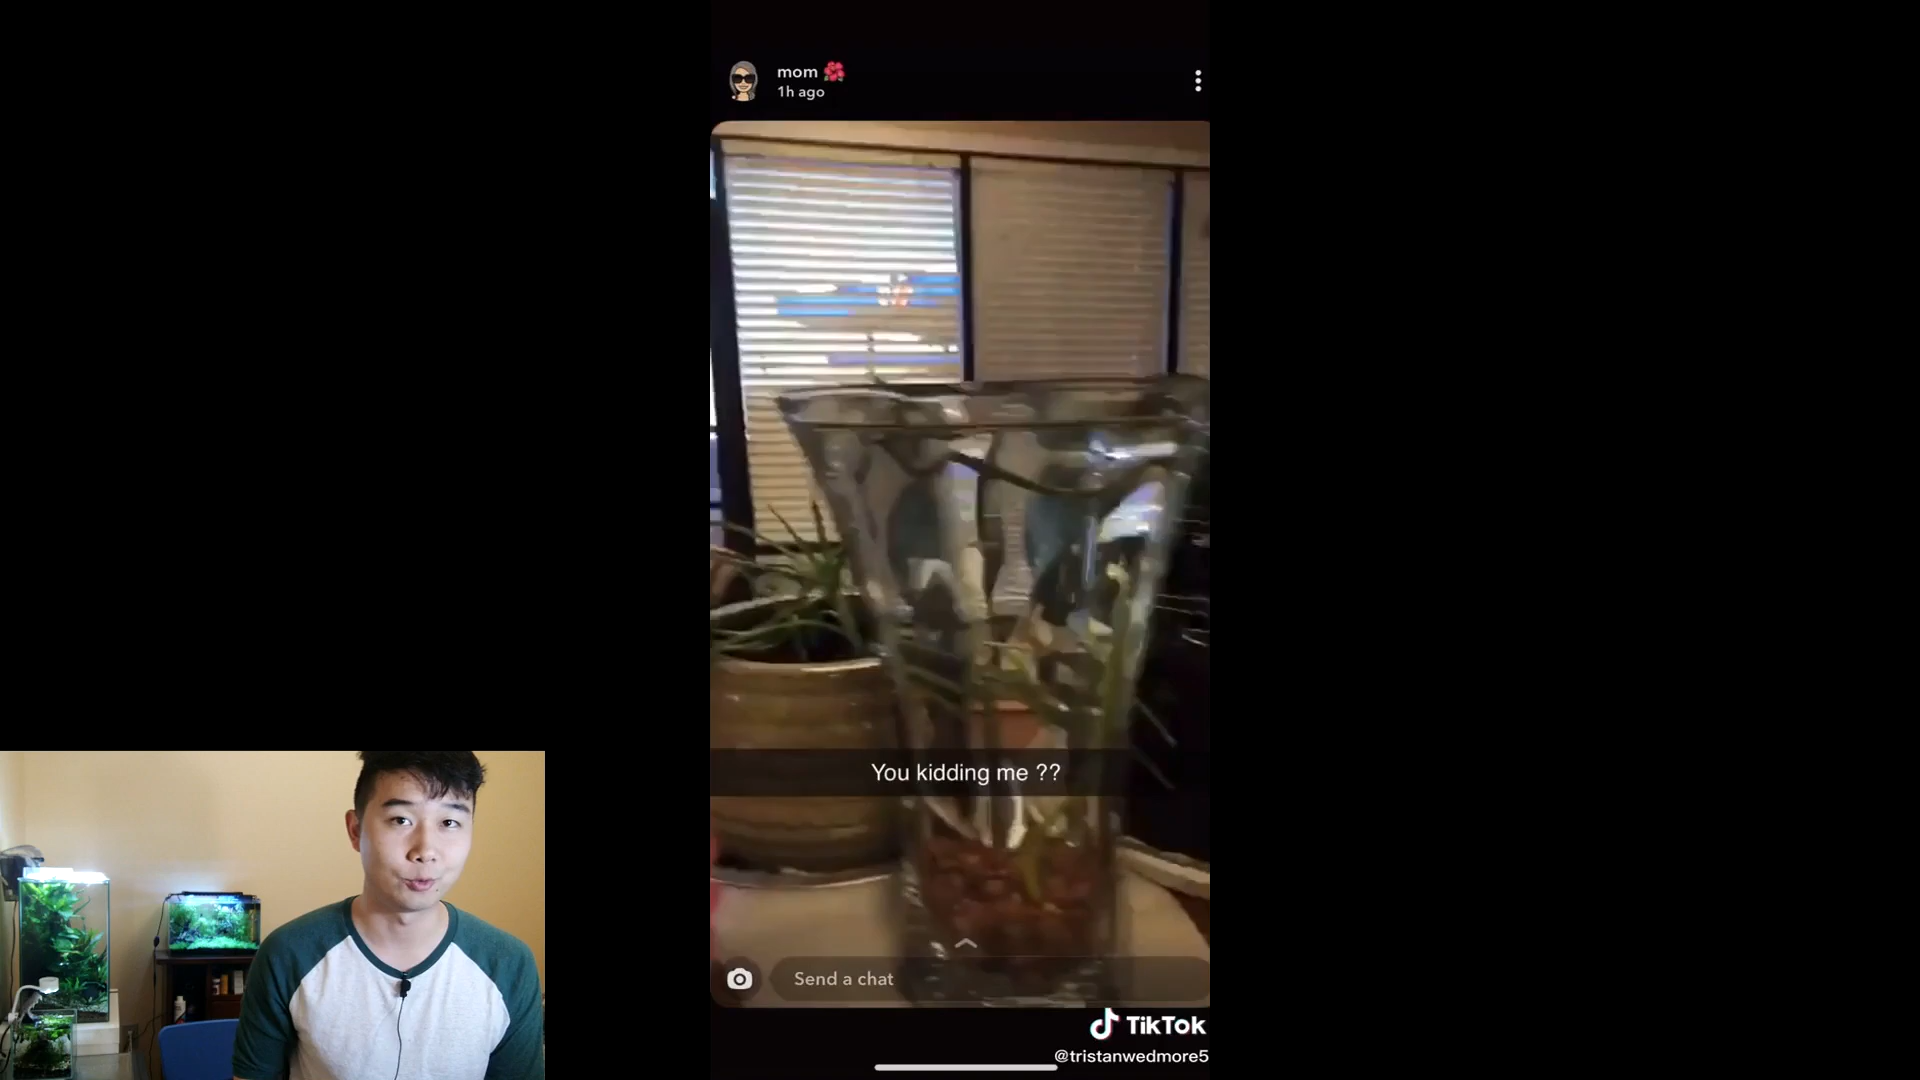 mom
1h ago
You kidding me ??
Send a chat
TikTok
@tristanwedmore5